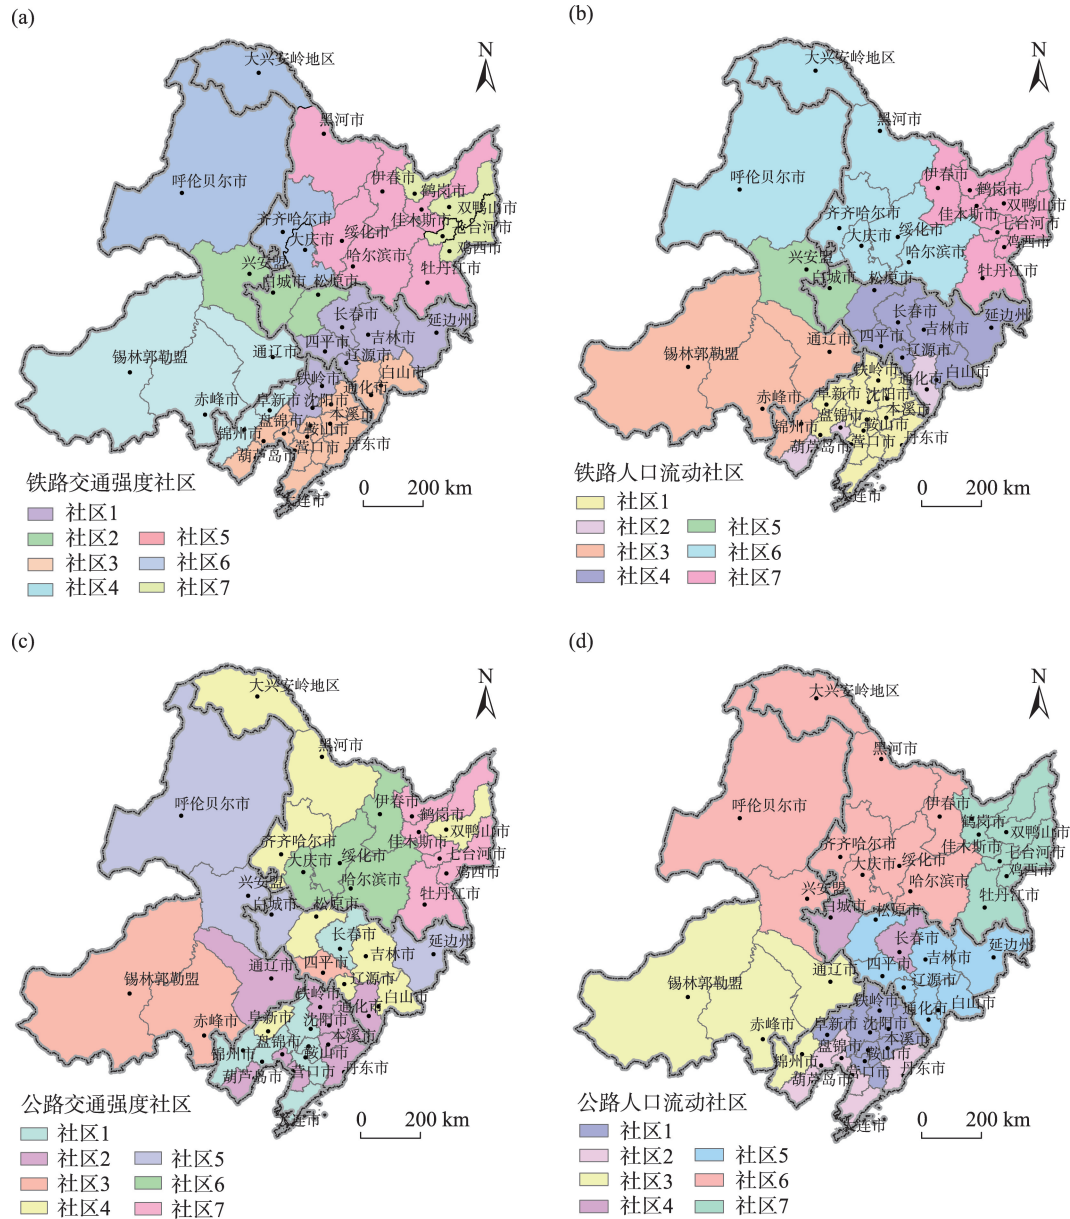 (a)
N
大兴安岭地区
黑河市
呼伦贝尔市
伊春市
鹤岗市
双鸭山市
齐齐哈尔市
佳木斯市
七台河市
大庆市
绥化市
鸡西市
兴安盟
哈尔滨市
牡丹江市
白城市
松原市
长春市
延边州
吉林市
四平市
锡林郭勒盟
通辽市
辽源市
铁岭市
白山市
通化市
赤峰市
阜新市
沈阳市
本溪市
盘锦市
鞍山市
锦州市
丹东市
葫芦岛市
营口市
大连市
铁路交通强度社区
0 200 km
社区1
社区2
社区5
社区3
社区6
社区4
社区7
(b)
N
大兴安岭地区
黑河市
呼伦贝尔市
伊春市
鹤岗市
双鸭山市
齐齐哈尔市
佳木斯市
七台河市
大庆市
绥化市
鸡西市
兴安盟
哈尔滨市
牡丹江市
白城市
松原市
长春市
延边州
吉林市
四平市
锡林郭勒盟
通辽市
辽源市
铁岭市
白山市
通化市
赤峰市
阜新市
沈阳市
本溪市
盘锦市
鞍山市
锦州市
丹东市
葫芦岛市
营口市
大连市
铁路人口流动社区
0 200 km
社区1
社区2
社区5
社区3
社区6
社区4
社区7
(c)
N
大兴安岭地区
黑河市
呼伦贝尔市
伊春市
鹤岗市
双鸭山市
齐齐哈尔市
佳木斯市
七台河市
大庆市
绥化市
鸡西市
兴安盟
哈尔滨市
牡丹江市
白城市
松原市
长春市
延边州
吉林市
四平市
通辽市
锡林郭勒盟
辽源市
铁岭市
白山市
通化市
赤峰市
阜新市
沈阳市
本溪市
盘锦市
鞍山市
锦州市
丹东市
葫芦岛市
营口市
大连市
公路交通强度社区
0 200 km
社区1
社区2
社区5
社区3
社区6
社区4
社区7
(d)
N
大兴安岭地区
黑河市
呼伦贝尔市
伊春市
鹤岗市
双鸭山市
齐齐哈尔市
佳木斯市
七台河市
大庆市
绥化市
鸡西市
兴安盟
哈尔滨市
牡丹江市
白城市
松原市
长春市
延边州
吉林市
四平市
通辽市
锡林郭勒盟
辽源市
铁岭市
白山市
通化市
赤峰市
阜新市
沈阳市
本溪市
盘锦市
鞍山市
锦州市
丹东市
葫芦岛市
营口市
大连市
公路人口流动社区
0 200 km
社区1
社区2
社区5
社区3
社区6
社区4
社区7